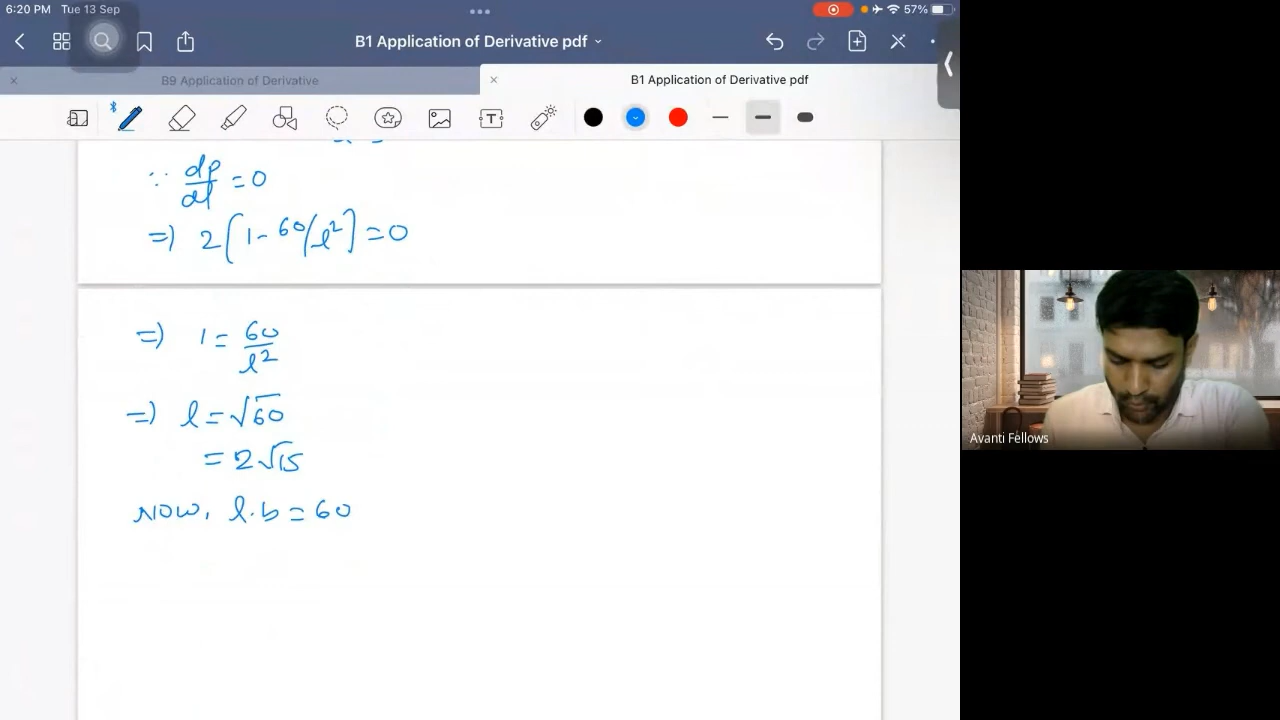 6:20 PM Tue 13 Sep
57%
B1 Application of Derivative pdf
B9 Application of Derivative
B1 Application of Derivative pdf
T
∵ dp/dl = 0
=) 2[1 - 60/l²] = 0
=) 1 = 60/l²
=) l = √60
= 2√15
NOW, l.b = 60
Avanti Fellows